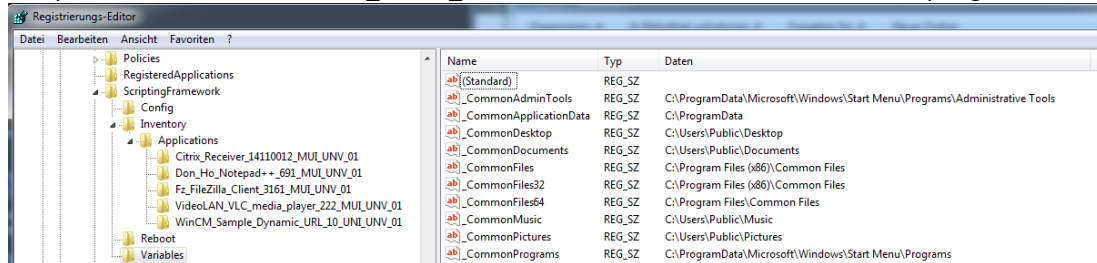 Registrierungs-Editor
Datei Bearbeiten Ansicht Favoriten ?
Policies
RegisteredApplications
ScriptingFramework
Config
Inventory
Applications
Citrix_Receiver_14110012_MUI_UNV_01
Don_Ho_Notepad++_691_MUI_UNV_01
Fz_FileZilla_Client_3161_MUI_UNV_01
VideoLAN_VLC_media_player_222_MUI_UNV_01
WinCM_Sample_Dynamic_URL_10_UNI_UNV_01
Reboot
Variables
Name Typ Daten
(Standard) REG_SZ
_CommonAdminTools REG_SZ C:\ProgramData\Microsoft\Windows\Start Menu\Programs\Administrative Tools
_CommonApplicationData REG_SZ C:\ProgramData
_CommonDesktop REG_SZ C:\Users\Public\Desktop
_CommonDocuments REG_SZ C:\Users\Public\Documents
_CommonFiles REG_SZ C:\Program Files (x86)\Common Files
_CommonFiles32 REG_SZ C:\Program Files (x86)\Common Files
_CommonFiles64 REG_SZ C:\Program Files\Common Files
_CommonMusic REG_SZ C:\Users\Public\Music
_CommonPictures REG_SZ C:\Users\Public\Pictures
_CommonPrograms REG_SZ C:\ProgramData\Microsoft\Windows\Start Menu\Programs